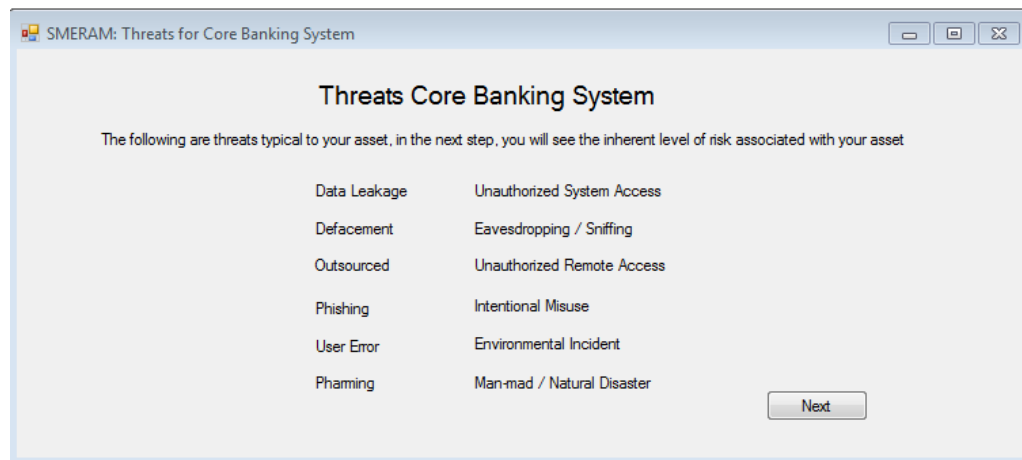 SMERAM: Threats for Core Banking System
Threats Core Banking System
The following are threats typical to your asset, in the next step, you will see the inherent level of risk associated with your asset
Data Leakage Unauthorized System Access
Defacement Eavesdropping / Sniffing
Outsourced Unauthorized Remote Access
Phishing Intentional Misuse
User Error Environmental Incident
Pharming Man-mad / Natural Disaster
Next